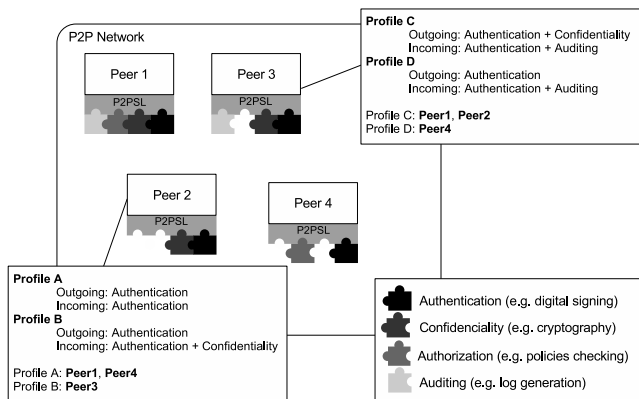 P2P Network
Profile C
Outgoing: Authentication + Confidentiality
Incoming: Authentication + Auditing
Profile D
Outgoing: Authentication
Incoming: Authentication + Auditing
Profile C: Peer1, Peer2
Profile D: Peer4
Peer 1
P2PSL
Peer 3
P2PSL
Peer 2
P2PSL
Peer 4
P2PSL
Profile A
Outgoing: Authentication
Incoming: Authentication
Profile B
Outgoing: Authentication
Incoming: Authentication + Confidentiality
Profile A: Peer1, Peer4
Profile B: Peer3
Authentication (e.g. digital signing)
Confidenciality (e.g. cryptography)
Authorization (e.g. policies checking)
Auditing (e.g. log generation)